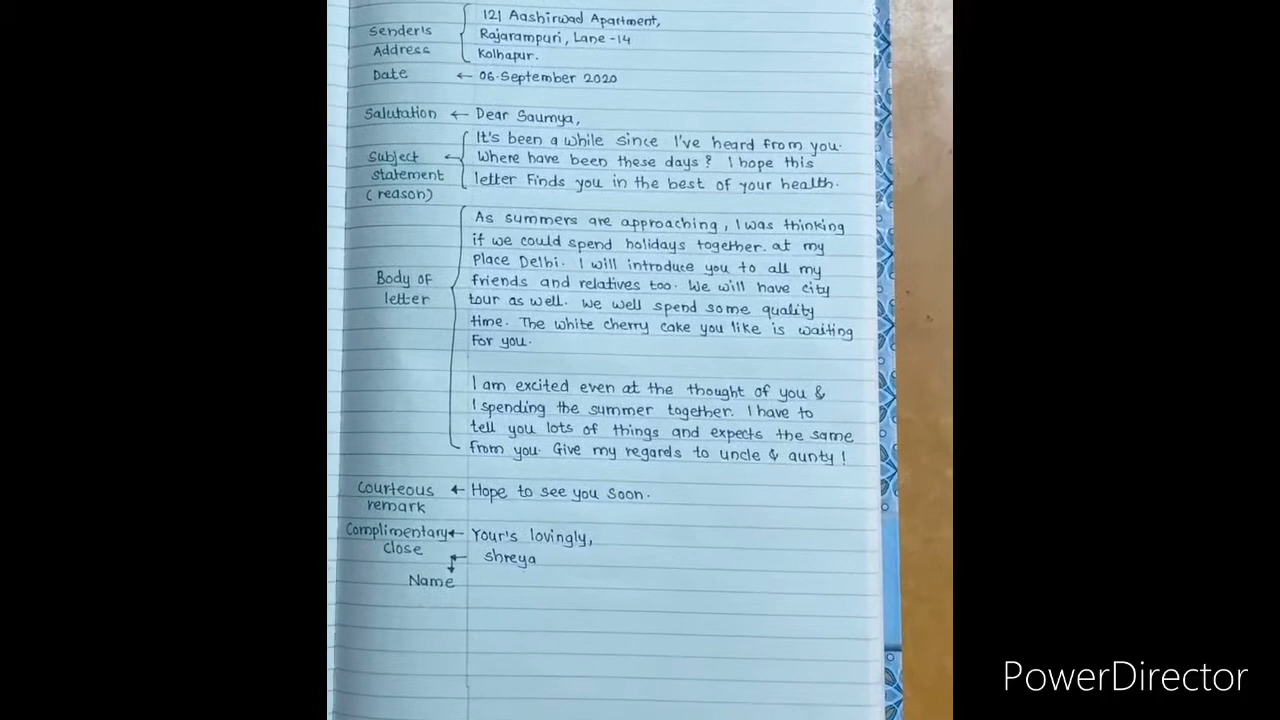 121 Aashirwad Apartment,
Sender's Rajarampuri, Lane-14
Address Kolhapur.
Date ← 06.September 2020
Salutation ← Dear Saumya,
It's been a while since I've heard from you.
Subject ← Where have been these days? I hope this
statement letter finds you in the best of your health.
(reason)
As summers are approaching, I was thinking
if we could spend holidays together. at my
Place Delhi. I will introduce you to all my
Body of friends and relatives too. We will have city
letter tour as well. We well spend some quality
time. The white cherry cake you like is waiting
for you.
I am excited even at the thought of you &
I spending the summer together. I have to
tell you lots of things and expects the same
from you. Give my regards to uncle & aunty!
Courteous ← Hope to see you soon.
remark
Complimentary ← Your's lovingly,
close shreya
Name
PowerDirector